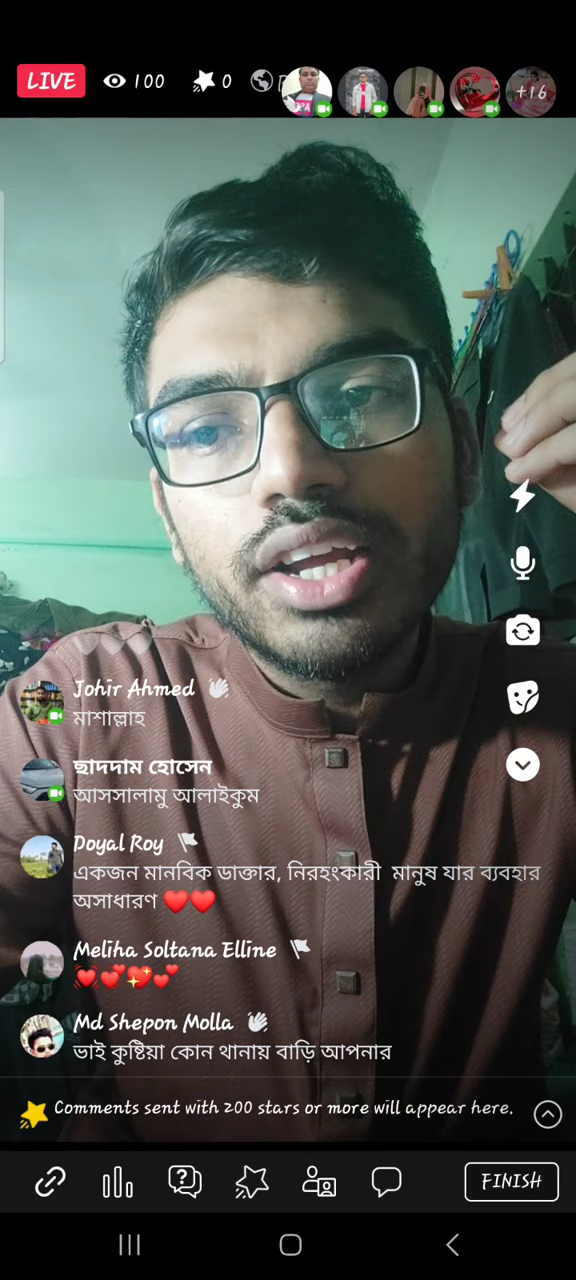 LIVE 100 0
+16
Johir Ahmed
মাশাল্লাহ
ছাদদাম হোসেন
আসসালামু আলাইকুম
Doyal Roy
একজন মানবিক ডাক্তার, নিরহংকারী মানুষ যার ব্যবহার
অসাধারণ ❤️❤️
Meliha Soltana Elline
Md Shepon Molla
ভাই কুষ্টিয়া কোন থানায় বাড়ি আপনার
Comments sent with 200 stars or more will appear here.
FINISH